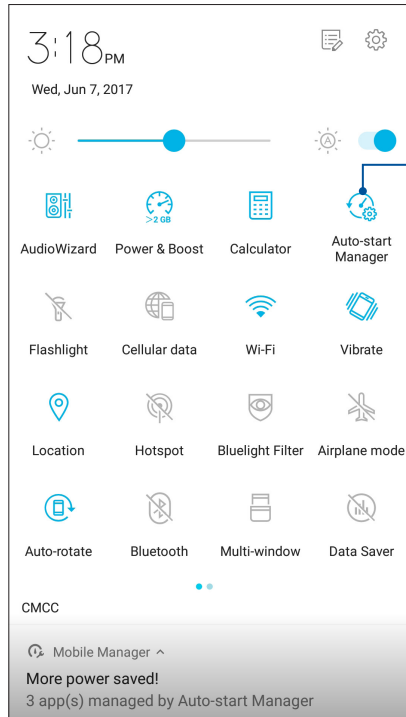 3:18PM
Wed, Jun 7, 2017
A
>2 GB
AudioWizard
Power & Boost
Calculator
Auto-start
Manager
Flashlight
Cellular data
Wi-Fi
Vibrate
Location
Hotspot
Bluelight Filter
Airplane mode
Auto-rotate
Bluetooth
Multi-window
Data Saver
CMCC
Mobile Manager
More power saved!
3 app(s) managed by Auto-start Manager